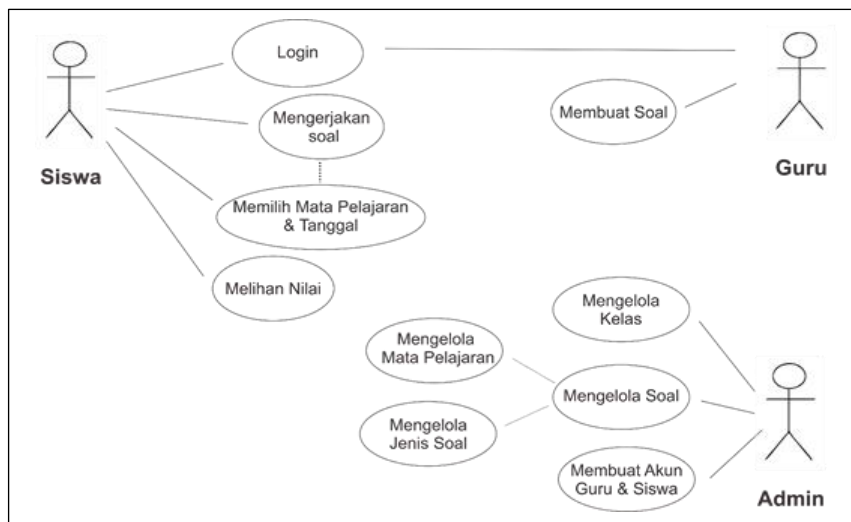 Login
Mengerjakan
soal
Siswa
Membuat Soal
Guru
Memilih Mata Pelajaran
& Tanggal
Melihan Nilai
Mengelola
Kelas
Mengelola
Mata Pelajaran
Mengelola Soal
Mengelola
Jenis Soal
Membuat Akun
Guru & Siswa
Admin